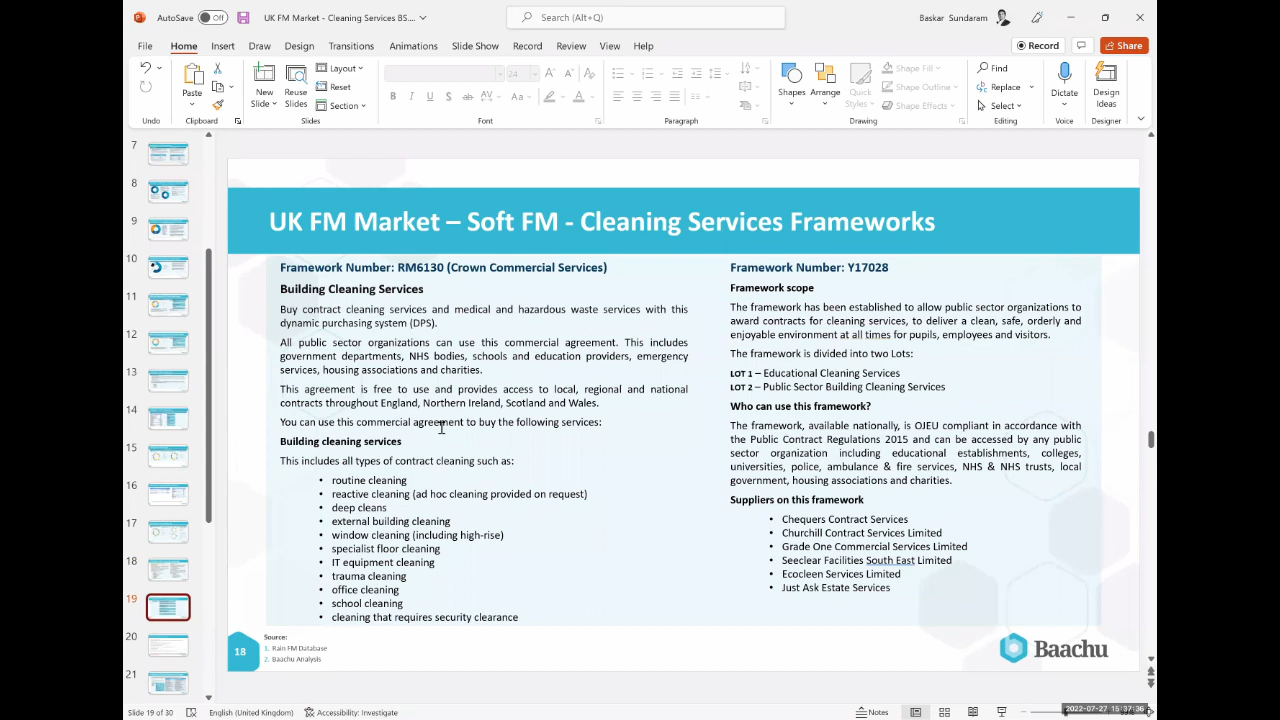 AutoSave
Off
UK FM Market - Cleaning Services BS....
Search (Alt+Q)
Baskar Sundaram
File
Home
Insert
Draw
Design
Transitions
Animations
Slide Show
Record
Review
View
Help
Record
Share
Paste
New
Slide
Reuse
Slides
Layout
Reset
Section
24
Shapes
Arrange
Quick
Styles
Shape Fill
Shape Outline
Shape Effects
Find
Replace
Select
Dictate
Design
Ideas
Undo
Clipboard
Slides
Font
Paragraph
Drawing
Editing
Voice
Designer
7
8
9
10
11
12
13
14
15
16
17
18
19
20
21
UK FM Market – Soft FM - Cleaning Services Frameworks
Framework Number: RM6130 (Crown Commercial Services)
Building Cleaning Services
Buy contract cleaning services and medical and hazardous waste services with this
dynamic purchasing system (DPS).
All public sector organizations can use this commercial agreement. This includes
government departments, NHS bodies, schools and education providers, emergency
services, housing associations and charities.
This agreement is free to use and provides access to local, regional and national
contracts throughout England, Northern Ireland, Scotland and Wales.
You can use this commercial agreement to buy the following services:
Building cleaning services
This includes all types of contract cleaning such as:
• routine cleaning
• reactive cleaning (ad hoc cleaning provided on request)
• deep cleans
• external building cleaning
• window cleaning (including high-rise)
• specialist floor cleaning
• IT equipment cleaning
• trauma cleaning
• office cleaning
• school cleaning
• cleaning that requires security clearance
Framework Number: Y17028
Framework scope
The framework has been established to allow public sector organizations to
award contracts for cleaning services, to deliver a clean, safe, orderly and
enjoyable environment at all times for pupils, employees and visitors.
The framework is divided into two Lots:
LOT 1 – Educational Cleaning Services
LOT 2 – Public Sector Building Cleaning Services
Who can use this framework?
The framework, available nationally, is OJEU compliant in accordance with
the Public Contract Regulations 2015 and can be accessed by any public
sector organization including educational establishments, colleges,
universities, police, ambulance & fire services, NHS & NHS trusts, local
government, housing associations and charities.
Suppliers on this framework
• Chequers Contract Services
• Churchill Contract Services Limited
• Grade One Commercial Services Limited
• Seeclear Facilities South East Limited
• Ecocleen Services Limited
• Just Ask Estate Services
18
Source:
1. Rain FM Database
2. Baachu Analysis
Baachu
Slide 19 of 30
English (United Kingdom)
Accessibility: Investigate
Notes
2022-07-27 15:37:36